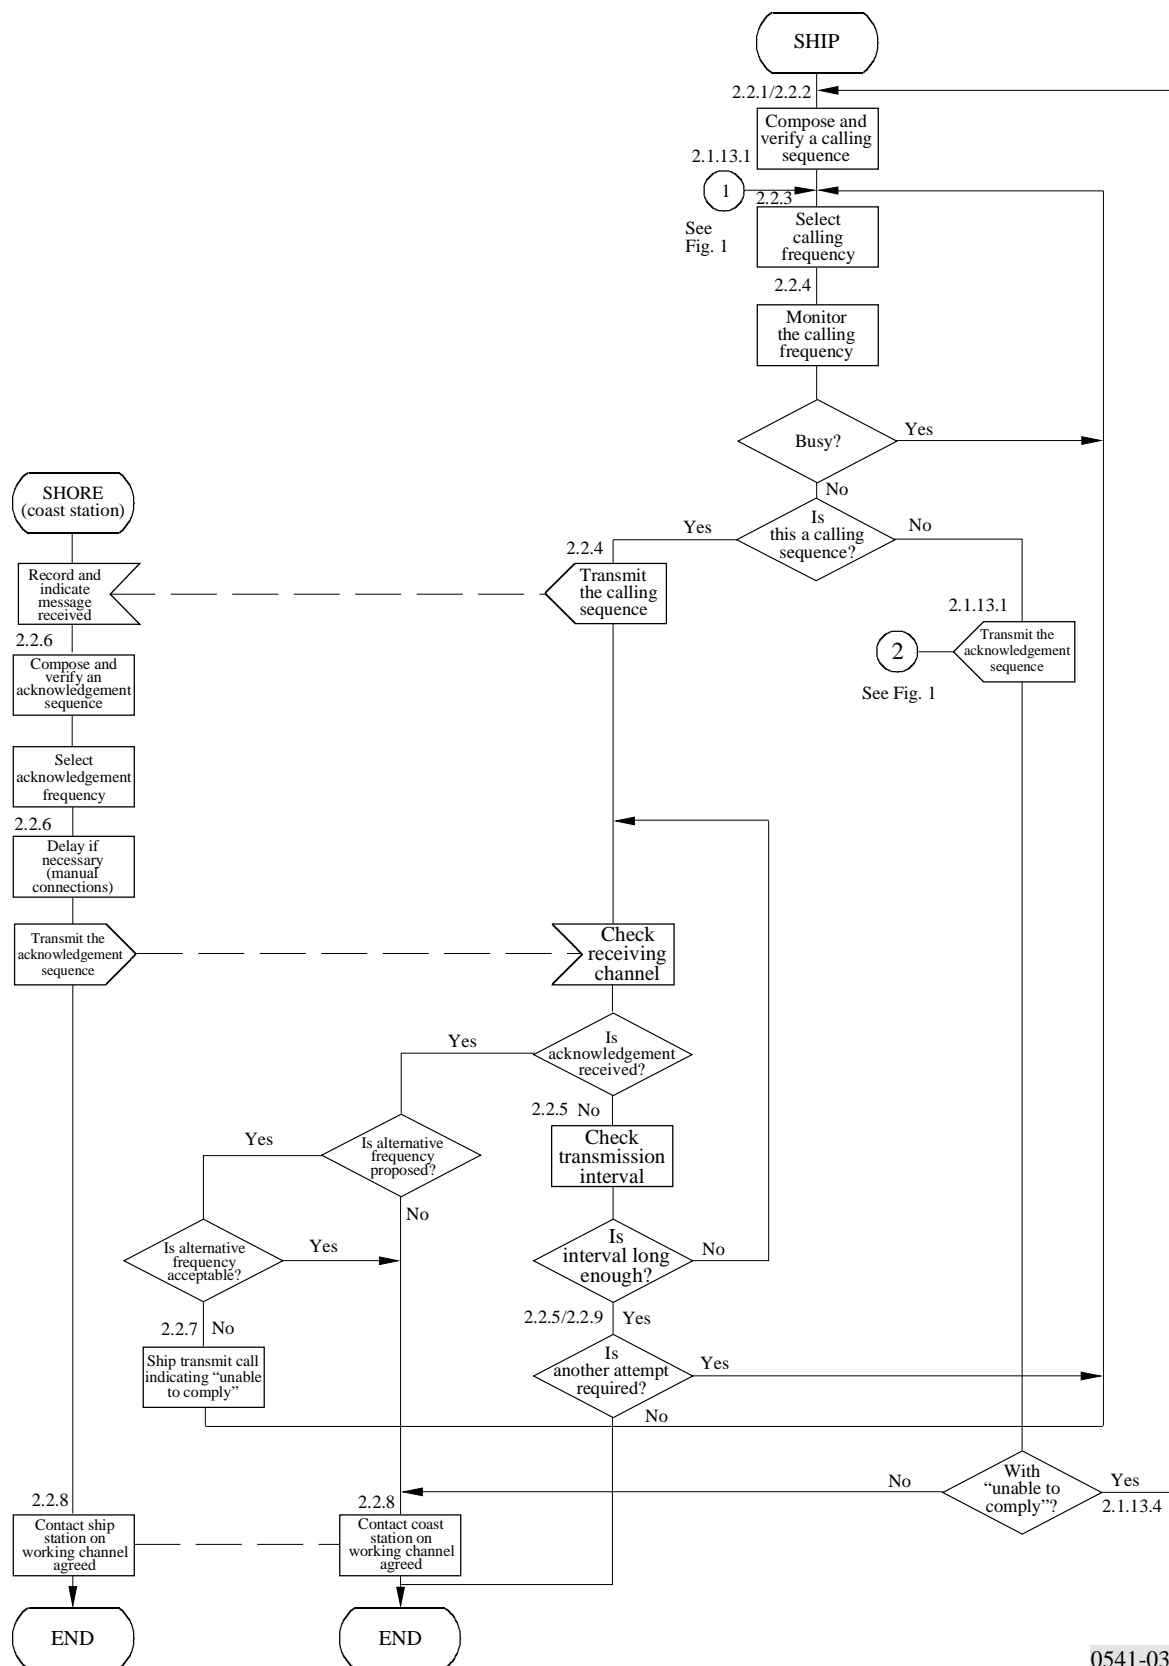 SHIP
2.2.1/2.2.2
Compose and
verify a calling
sequence
2.1.13.1
1
2.2.3
See
Fig. 1
Select
calling
frequency
2.2.4
Monitor
the calling
frequency
Busy?
Yes
No
SHORE
(coast station)
Is
this a calling
sequence?
Yes
No
2.2.4
Record and
indicate
message
received
Transmit
the calling
sequence
2.1.13.1
2
Transmit the
acknowledgement
sequence
See Fig. 1
2.2.6
Compose and
verify an
acknowledgement
sequence
Select
acknowledgement
frequency
2.2.6
Delay if
necessary
(manual
connections)
Transmit the
acknowledgement
sequence
Check
receiving
channel
Is
acknowledgement
received?
Yes
2.2.5 No
Yes
Is alternative
frequency
proposed?
Check
transmission
interval
No
Is alternative
frequency
acceptable?
Yes
Is
interval long
enough?
No
2.2.5/2.2.9 Yes
2.2.7 No
Ship transmit call
indicating “unable
to comply”
Is
another attempt
required?
Yes
No
With
“unable to
comply”?
No
Yes
2.1.13.4
2.2.8
2.2.8
Contact ship
station on
working channel
agreed
Contact coast
station on
working channel
agreed
END
END
0541-03